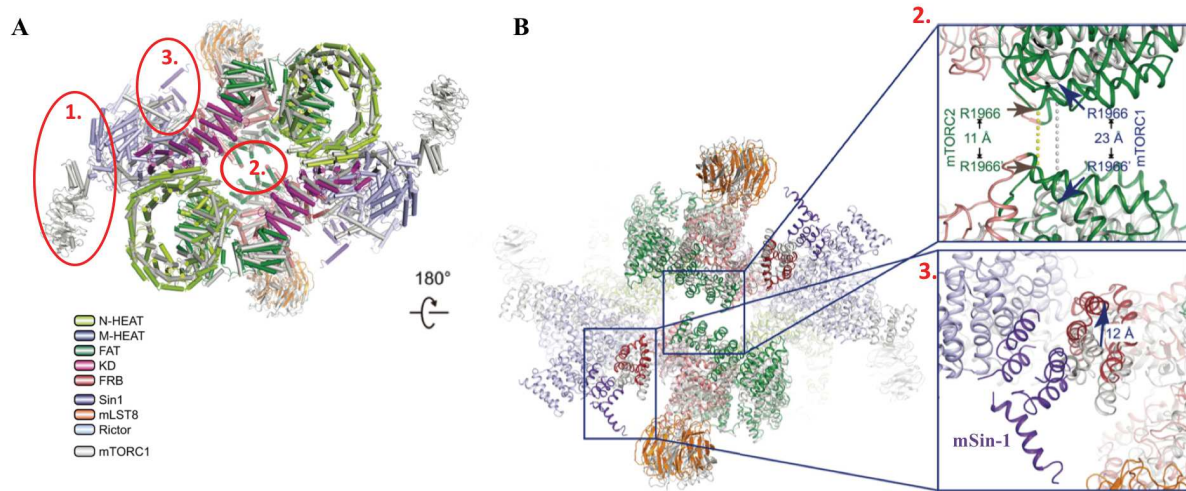 A
B
1.
3.
2.
180°
N-HEAT
M-HEAT
FAT
KD
FRB
Sin1
mLST8
Rictor
mTORC1
2.
mTORC2
R1966
11 Å
R1966'
R1966
23 Å
R1966'
mTORC1
3.
12 Å
mSin-1